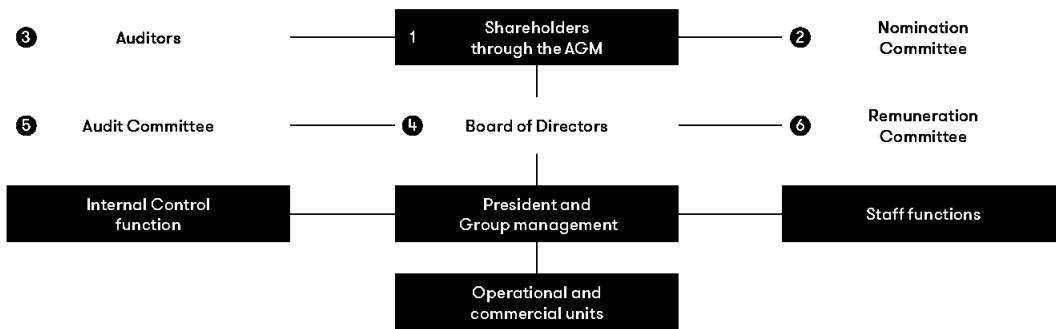 3 Auditors
1 Shareholders
through the AGM
2 Nomination
Committee
5 Audit Committee
4 Board of Directors
6 Remuneration
Committee
Internal Control
function
President and
Group management
Staff functions
Operational and
commercial units